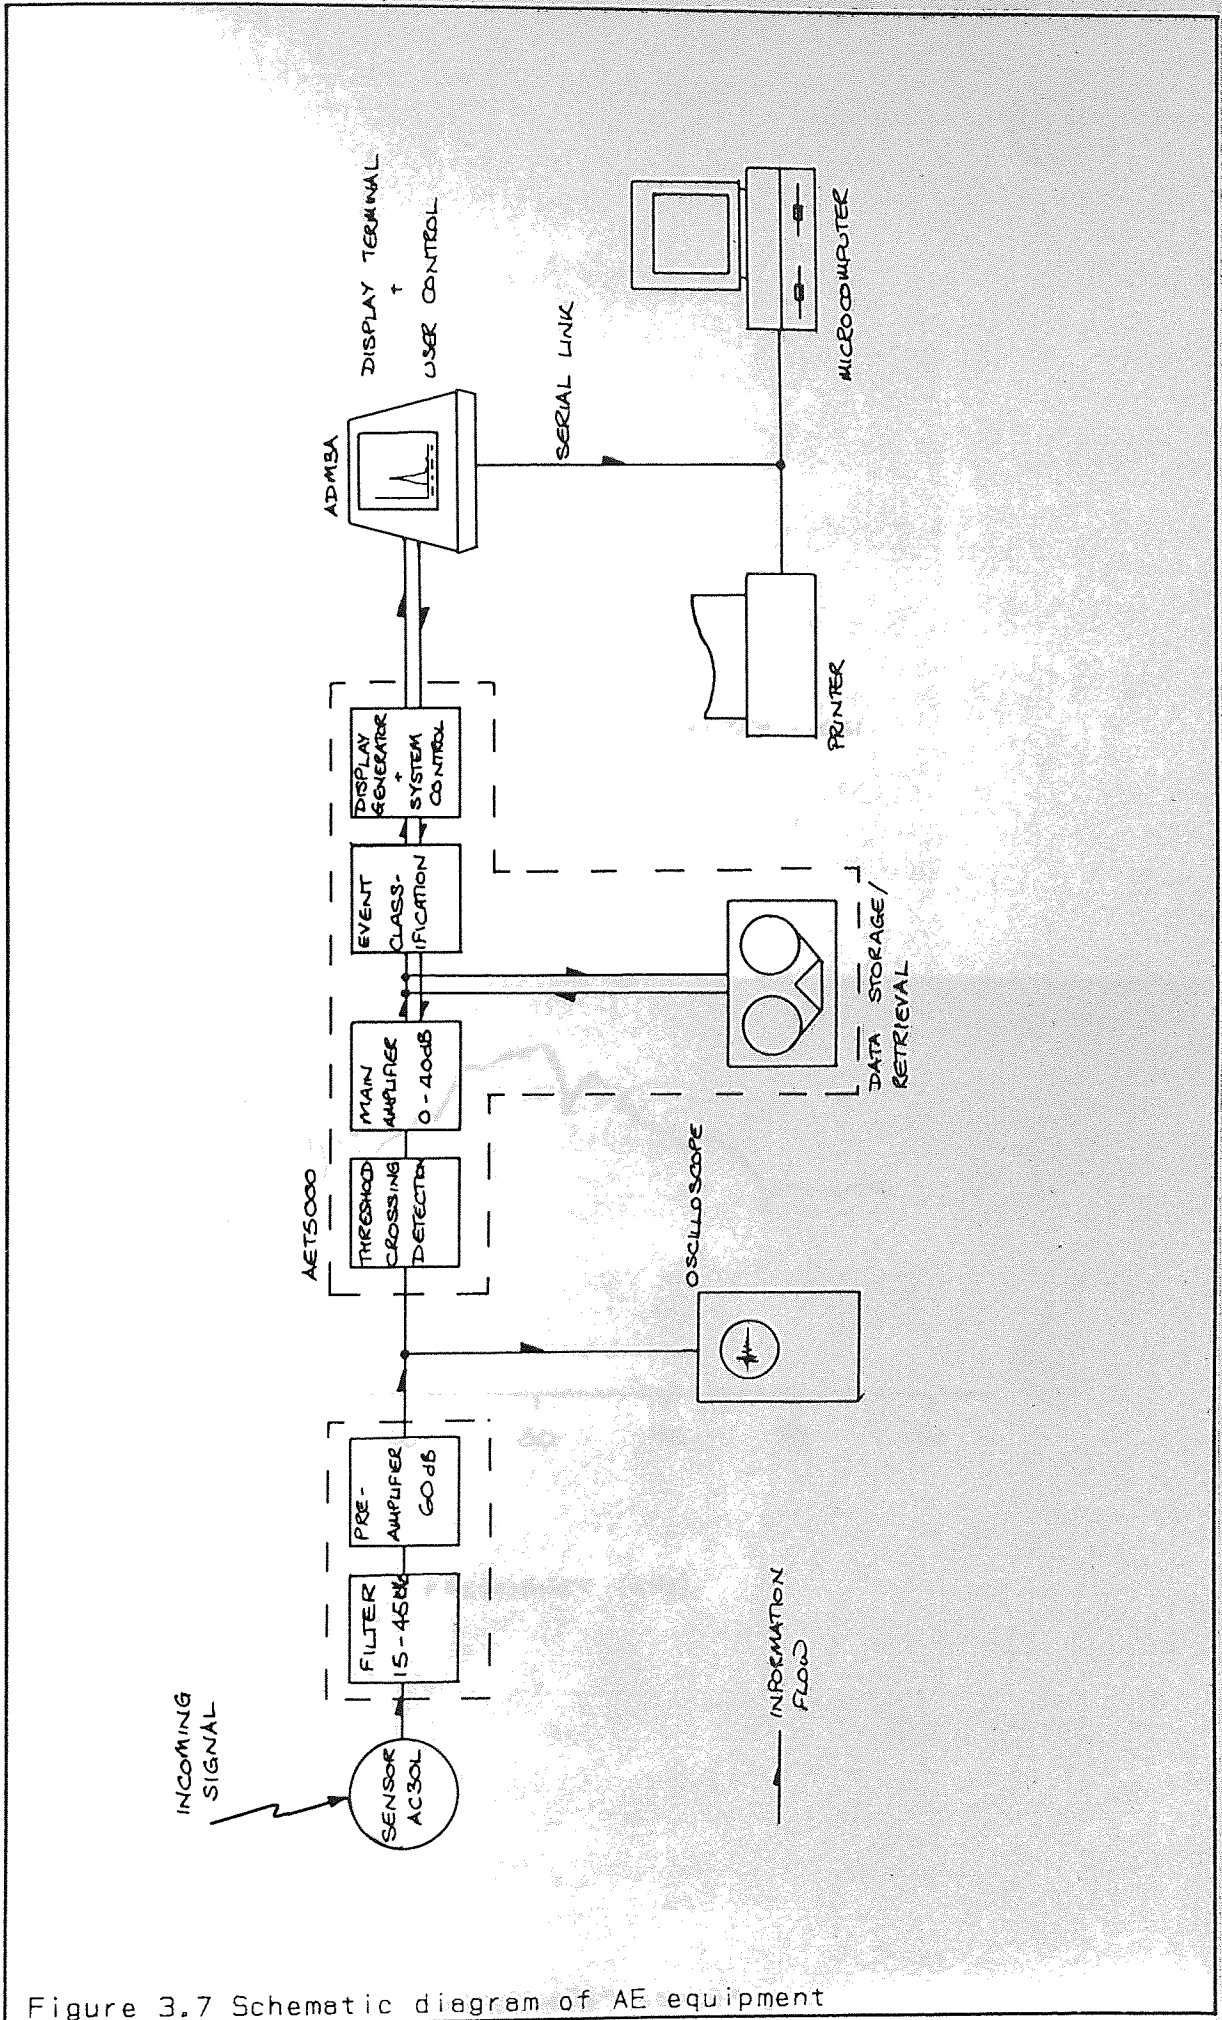 INCOMING
SIGNAL
SENSOR
AC30L
FILTER
15-45
PRE-
AMPLIFIER
60dB
AET5000
THRESHOLD
CROSSING
DETECTION
MAIN
AMPLIFIER
0-40dB
EVENT
CLASS-
IFICATION
DISPLAY
GENERATOR
+
SYSTEM
CONTROL
ADM3A
DISPLAY TERMINAL
+
USER CONTROL
SERIAL LINK
OSCILLOSCOPE
DATA STORAGE/
RETRIEVAL
PRINTER
MICROCOMPUTER
INFORMATION
FLOW
Figure 3.7 Schematic diagram of AE equipment